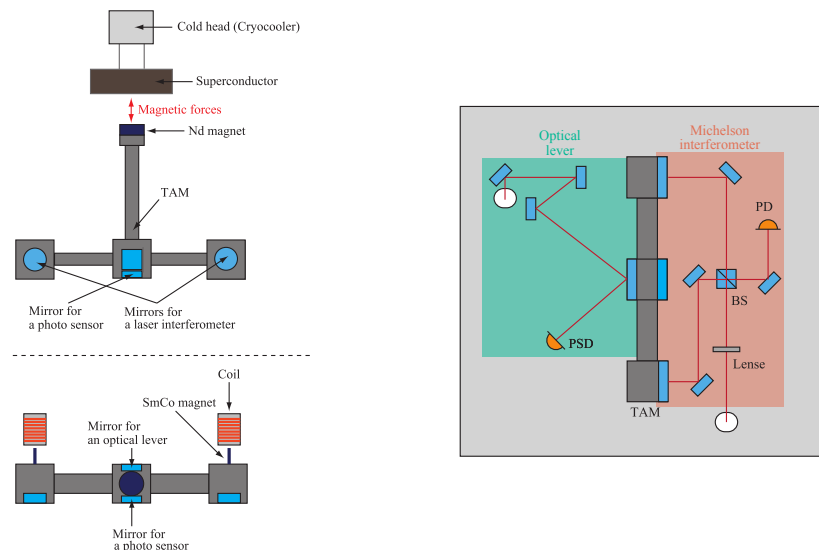 Cold head (Cryocooler)
Superconductor
Magnetic forces
Nd magnet
TAM
Mirror for
a photo sensor
Mirrors for
a laser interferometer
Coil
SmCo magnet
Mirror for
an optical lever
Mirror for
a photo sensor
Optical
lever
Michelson
interferometer
PD
BS
PSD
Lense
TAM